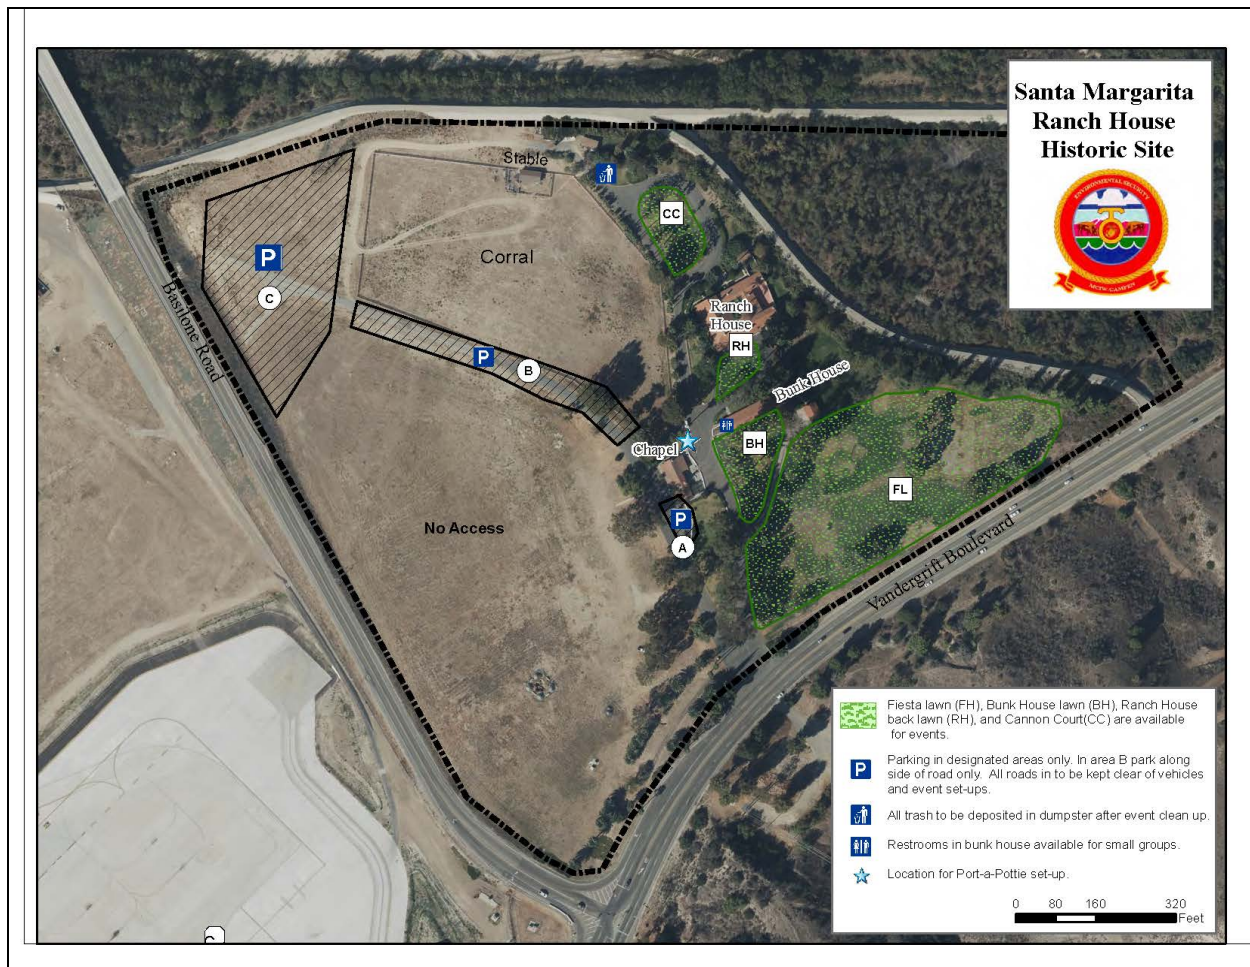 Santa Margarita
Ranch House
Historic Site
ENVIRONMENTAL SECURITY
Stable
CC
P
Corral
C
Basilone Road
Ranch
House
RH
P
B
Bunk House
Chapel
BH
FL
No Access
P
A
Vandergrift Boulevard
Fiesta lawn (FH), Bunk House lawn (BH), Ranch House
back lawn (RH), and Cannon Court(CC) are available
for events.
P
Parking in designated areas only. In area B park along
side of road only. All roads in to be kept clear of vehicles
and event set-ups.
All trash to be deposited in dumpster after event clean up.
Restrooms in bunk house available for small groups.
Location for Port-a-Pottie set-up.
0 80 160 320
Feet